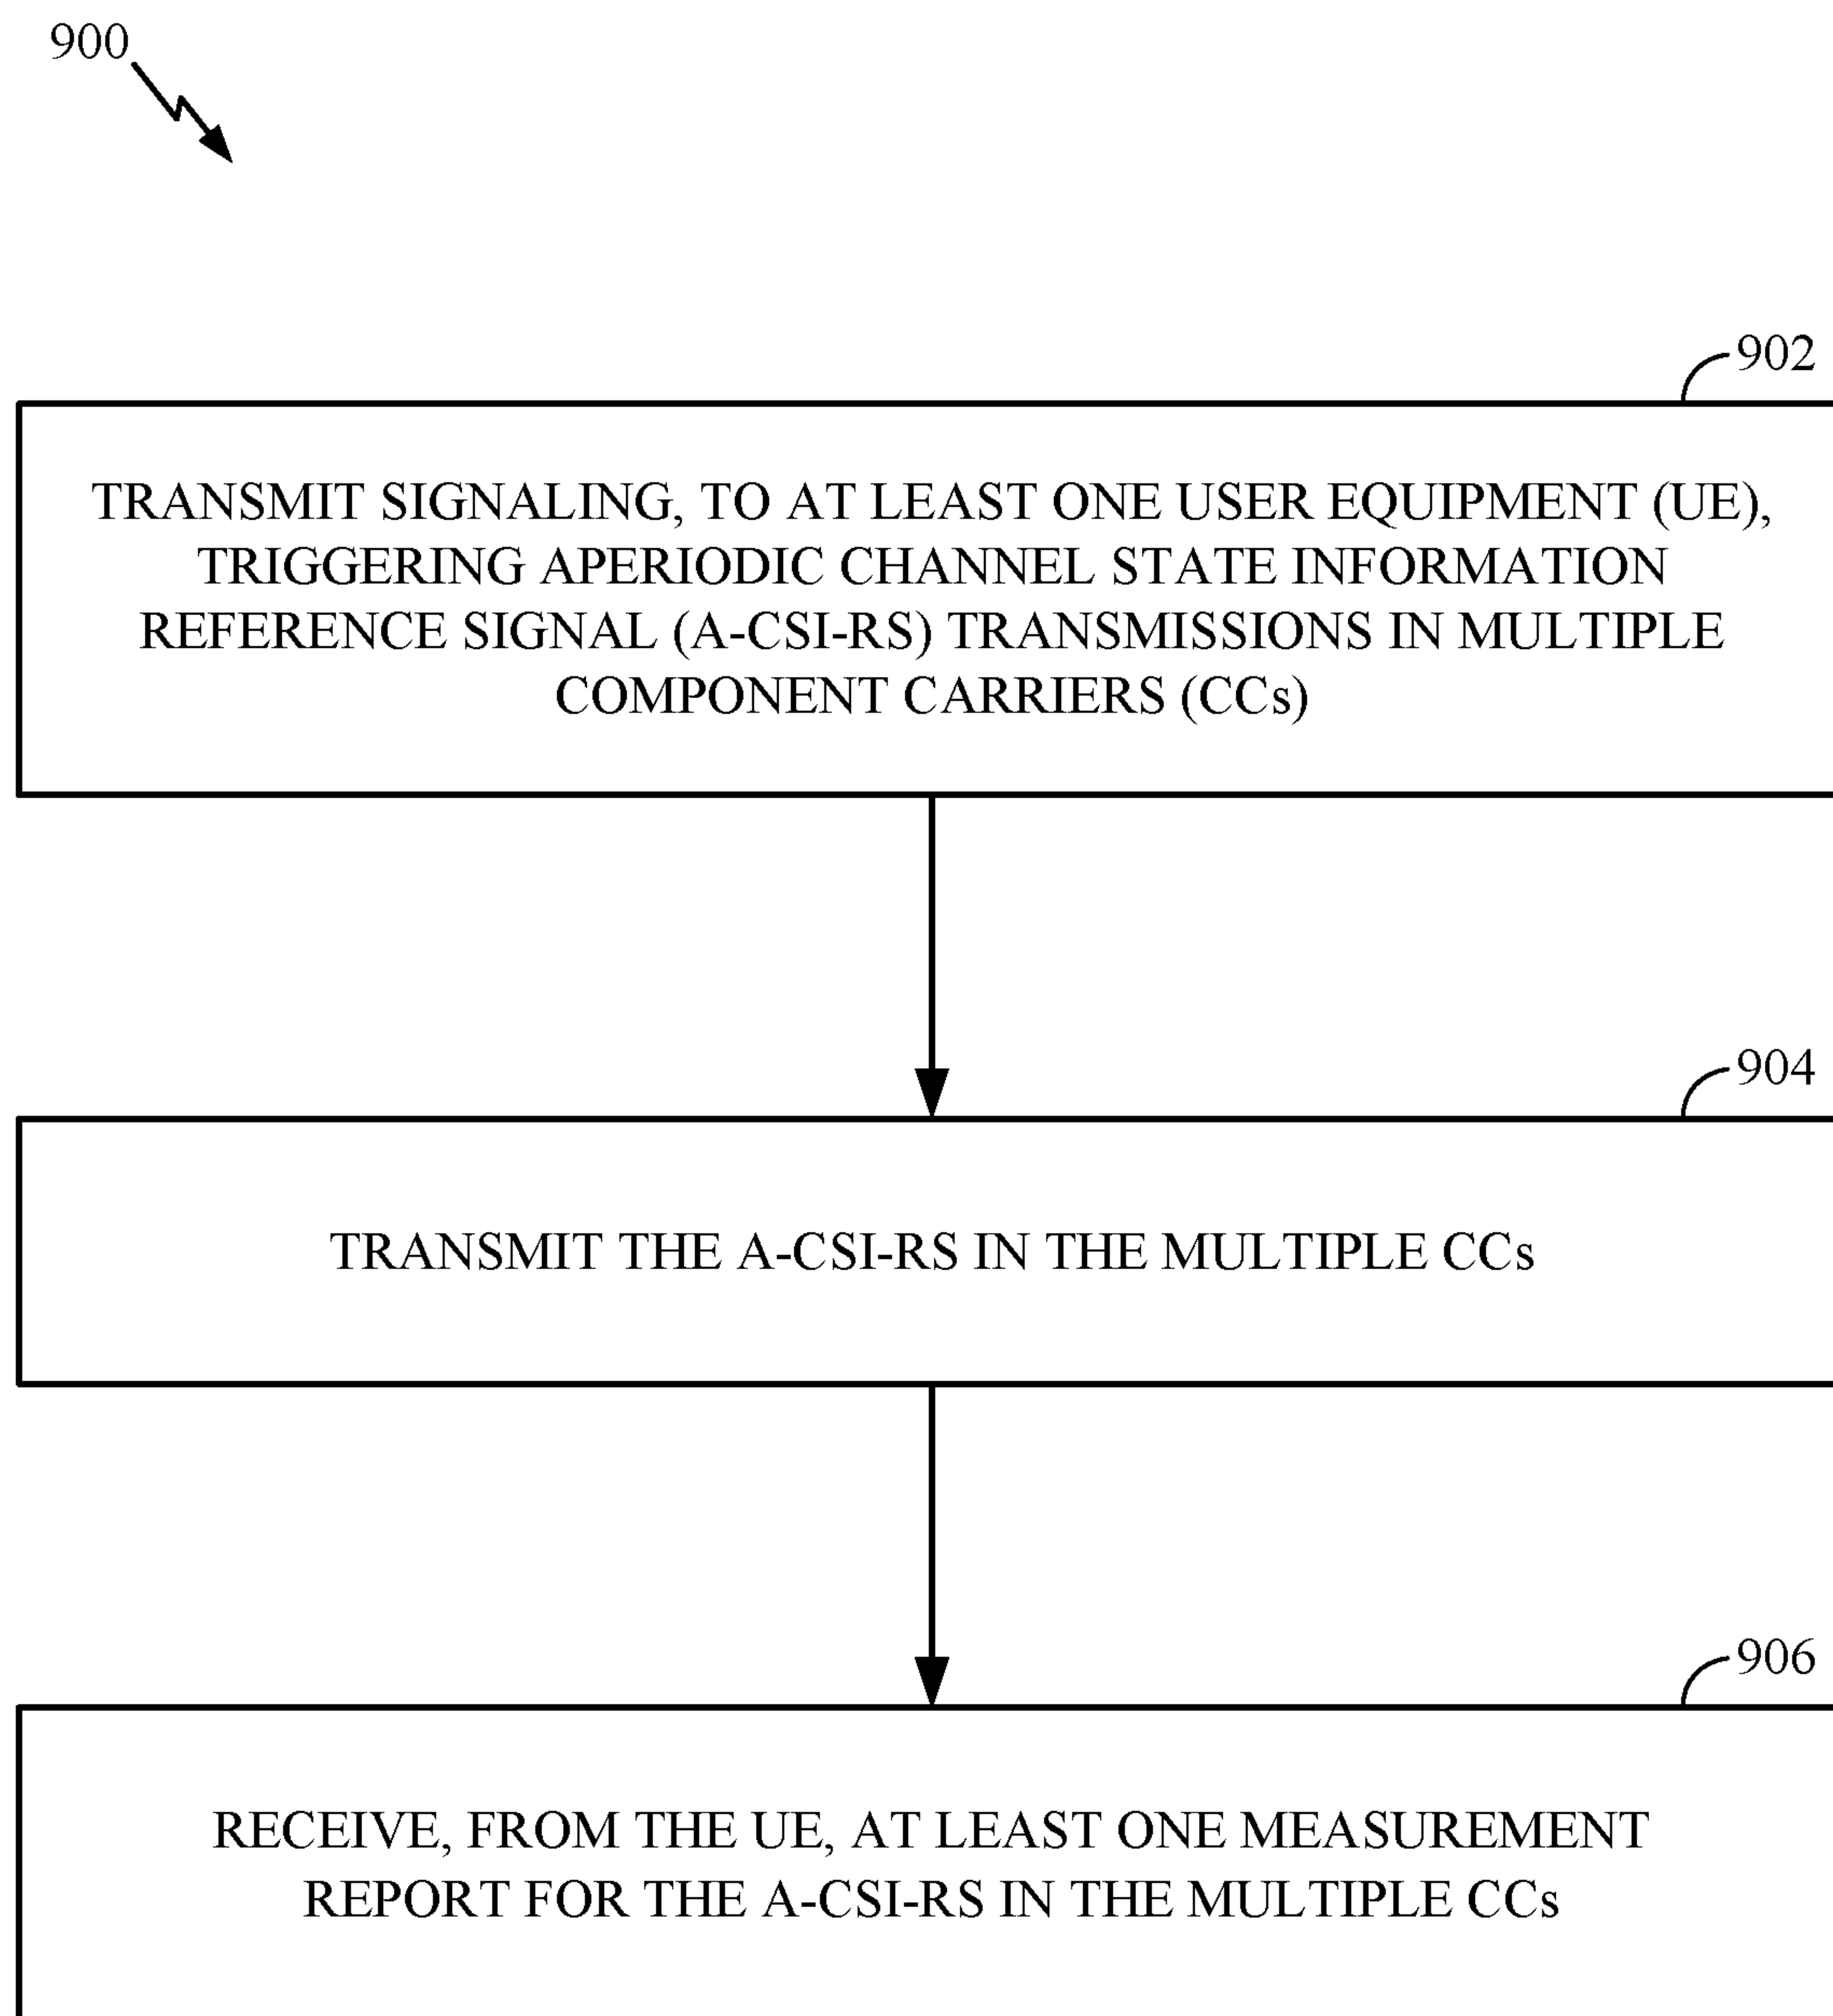 900
902
TRANSMIT SIGNALING, TO AT LEAST ONE USER EQUIPMENT (UE),
TRIGGERING APERIODIC CHANNEL STATE INFORMATION
REFERENCE SIGNAL (A-CSI-RS) TRANSMISSIONS IN MULTIPLE
COMPONENT CARRIERS (CCs)
904
TRANSMIT THE A-CSI-RS IN THE MULTIPLE CCs
906
RECEIVE, FROM THE UE, AT LEAST ONE MEASUREMENT
REPORT FOR THE A-CSI-RS IN THE MULTIPLE CCs